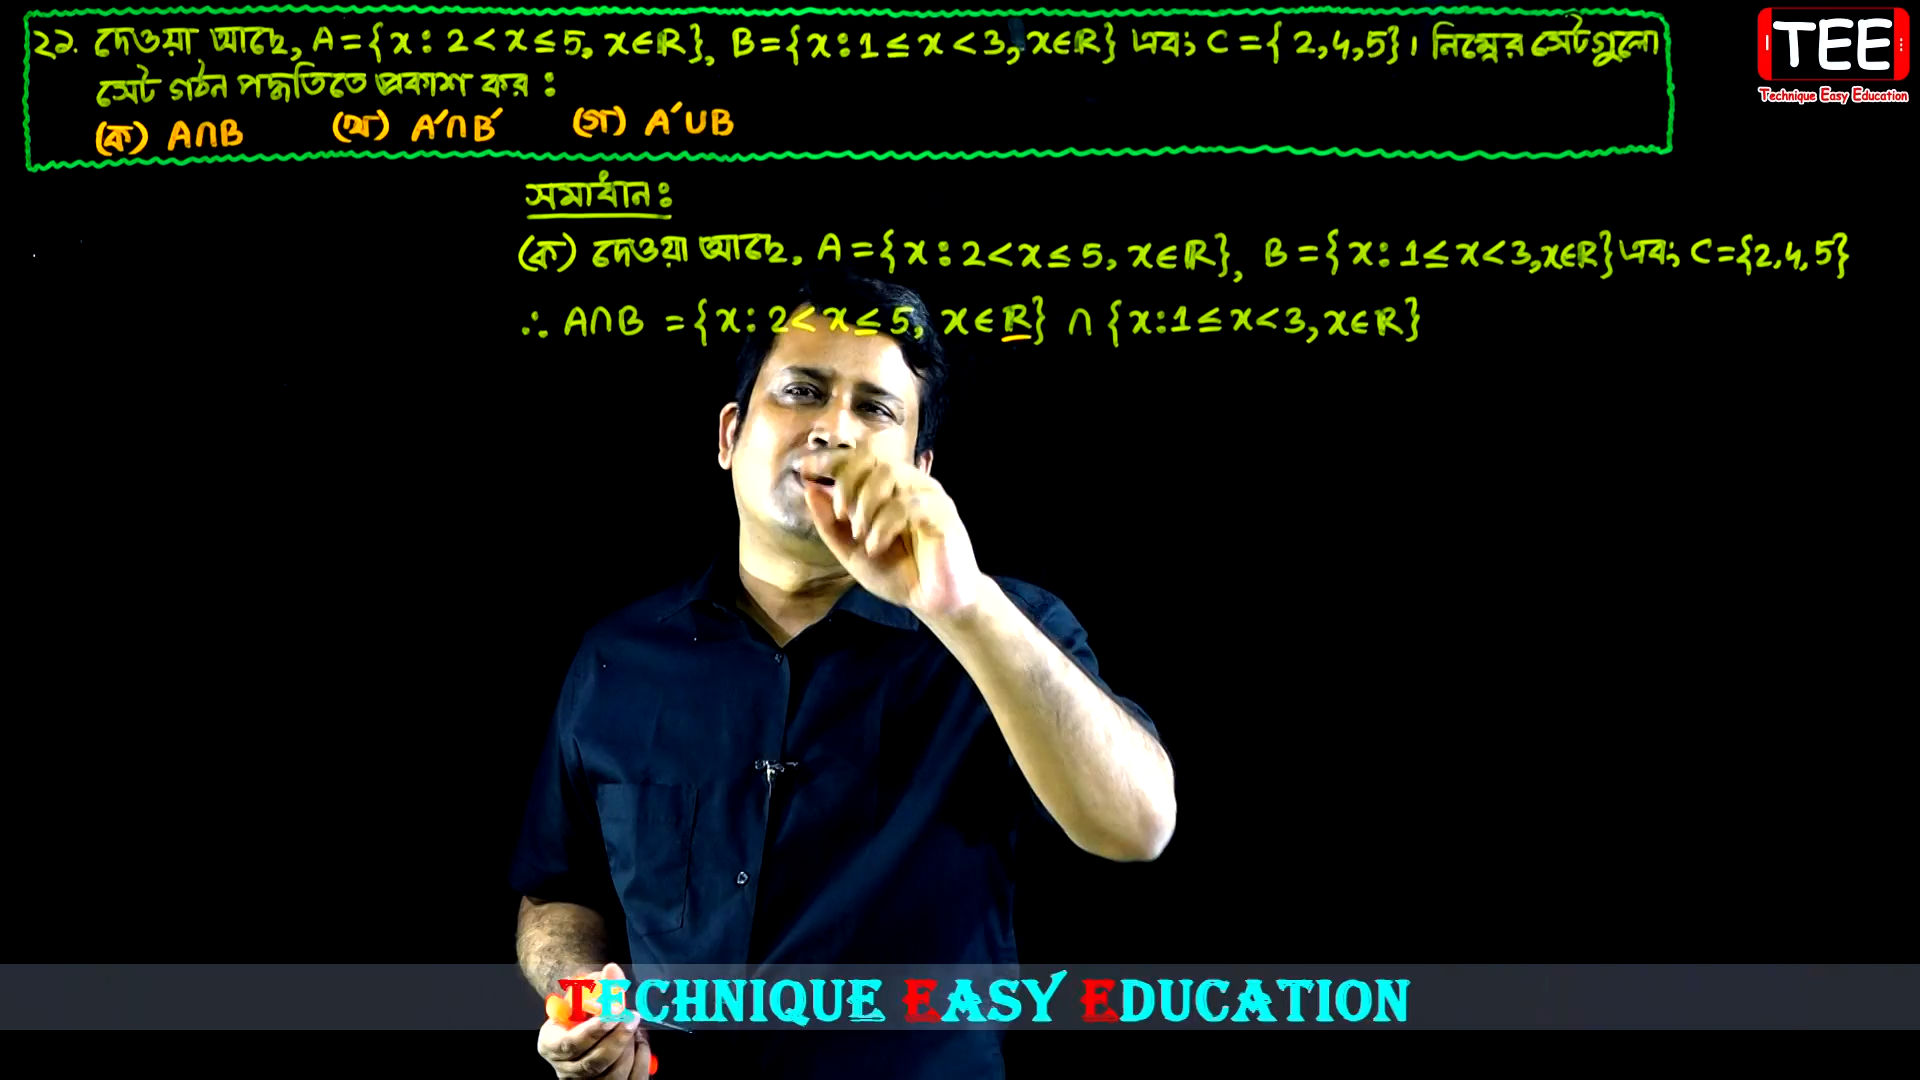 ২১. দেওয়া আছে, A = {x : 2 < x ≤ 5, x ∈ ℝ}, B = {x : 1 ≤ x < 3, x ∈ ℝ} এবং C = {2,4,5}। নিম্নের সেটগুলো
সেট গঠন পদ্ধতিতে প্রকাশ কর :
(ক) A∩B (খ) A′∩B′ (গ) A′∪B
TEE
Technique Easy Education
সমাধান :
(ক) দেওয়া আছে, A = {x : 2 < x ≤ 5, x ∈ ℝ}, B = {x : 1 ≤ x < 3, x ∈ ℝ} এবং C = {2,4,5}
∴ A∩B = {x : 2 < x ≤ 5, x ∈ ℝ} ∩ {x : 1 ≤ x < 3, x ∈ ℝ}
TECHNIQUE EASY EDUCATION